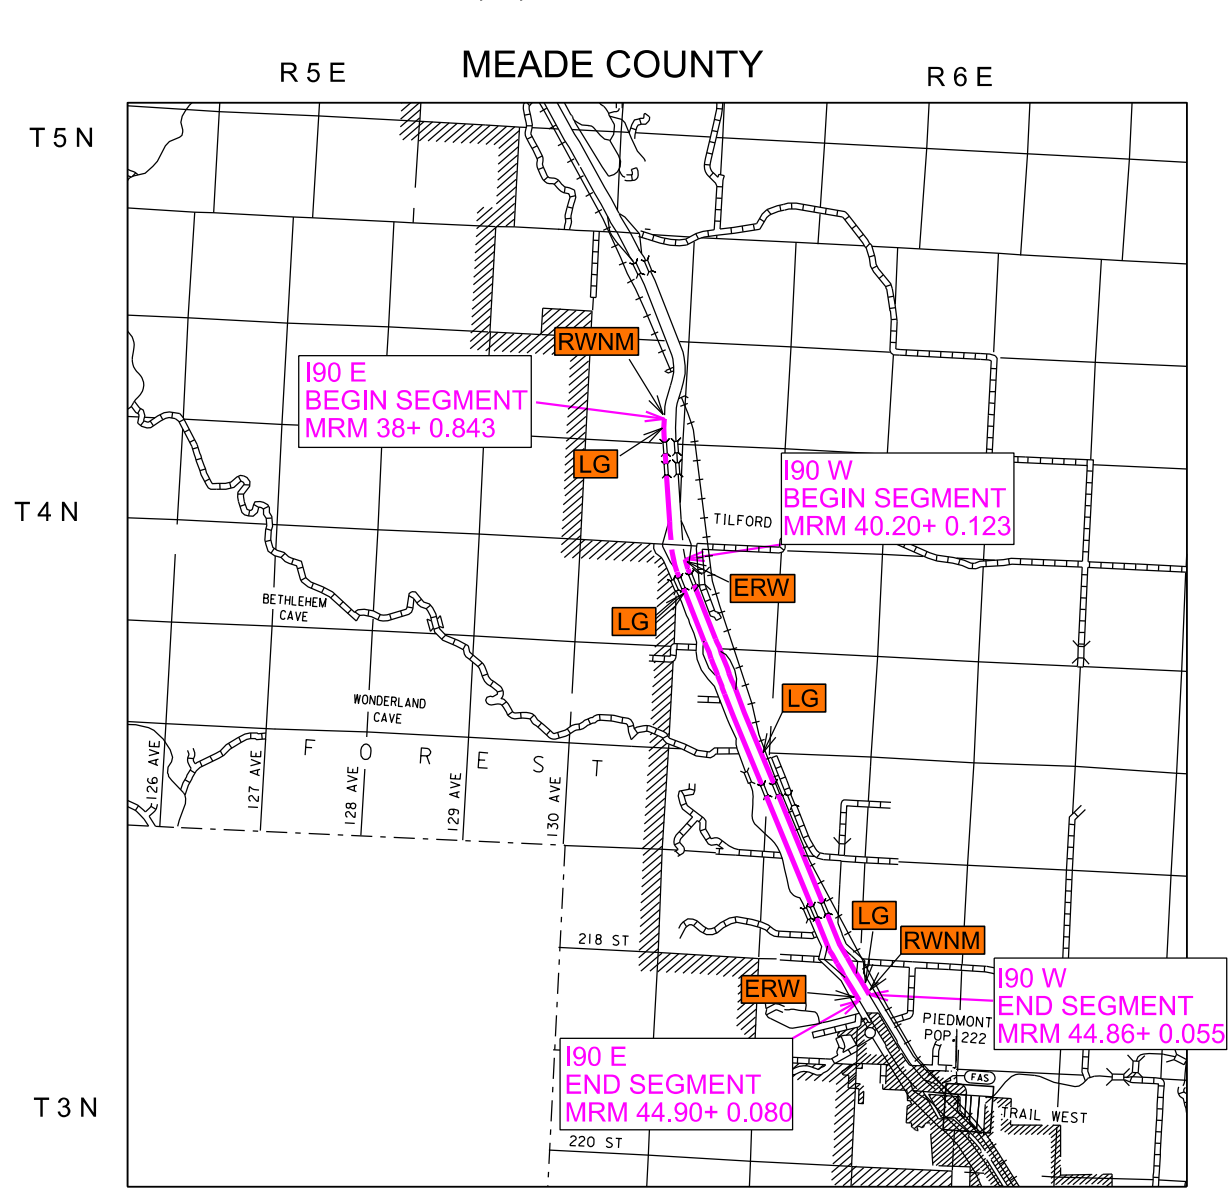 MEADE COUNTY
R 5 E
R 6 E
T 5 N
RWNM
I90 E
BEGIN SEGMENT
MRM 38+ 0.843
LG
I90 W
BEGIN SEGMENT
MRM 40.20+ 0.123
T 4 N
TILFORD
ERW
BETHLEHEM
CAVE
LG
WONDERLAND
CAVE
LG
F O R E S T
126 AVE
127 AVE
128 AVE
129 AVE
130 AVE
LG
RWNM
218 ST
ERW
I90 W
END SEGMENT
MRM 44.86+ 0.055
PIEDMONT
POP. 222
I90 E
END SEGMENT
MRM 44.90+ 0.080
FAS
T 3 N
TRAIL WEST
220 ST